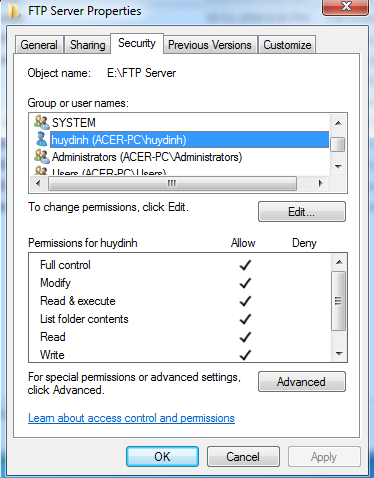 FTP Server Properties
General Sharing Security Previous Versions Customize
Object name: E:\FTP Server
Group or user names:
SYSTEM
huydinh (ACER-PC\huydinh)
Administrators (ACER-PC\Administrators)
Users (ACER-PC\Users)
To change permissions, click Edit. Edit...
Permissions for huydinh Allow Deny
Full control
Modify
Read & execute
List folder contents
Read
Write
For special permissions or advanced settings,
click Advanced. Advanced
Learn about access control and permissions
OK Cancel Apply